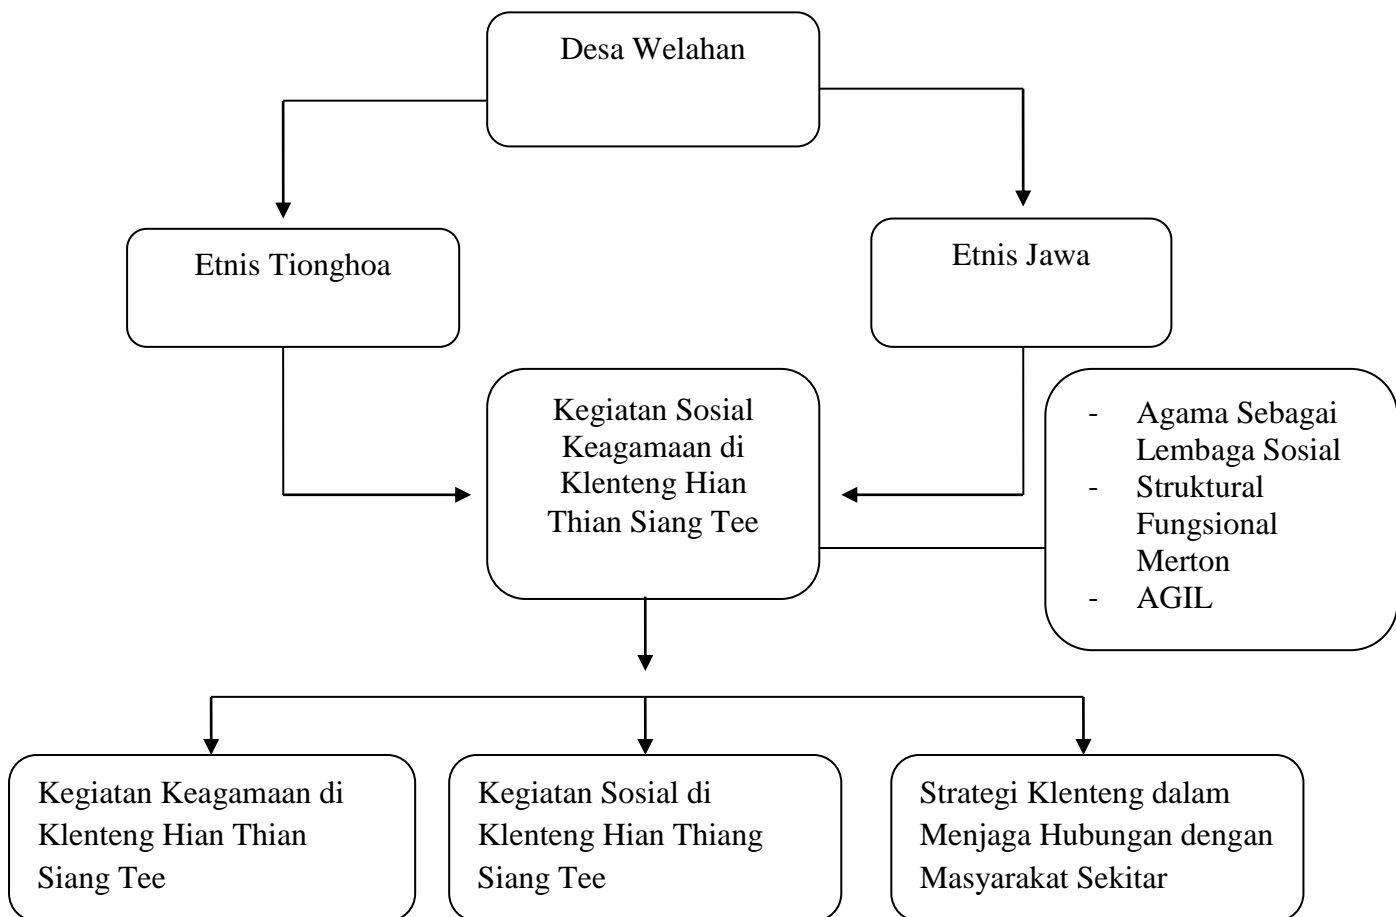 Desa Welahan
Etnis Tionghoa
Etnis Jawa
Kegiatan Sosial
Keagamaan di
Klenteng Hian
Thian Siang Tee
- Agama Sebagai
Lembaga Sosial
- Struktural
Fungsional
Merton
- AGIL
Kegiatan Keagamaan di
Klenteng Hian Thian
Siang Tee
Kegiatan Sosial di
Klenteng Hian Thiang
Siang Tee
Strategi Klenteng dalam
Menjaga Hubungan dengan
Masyarakat Sekitar